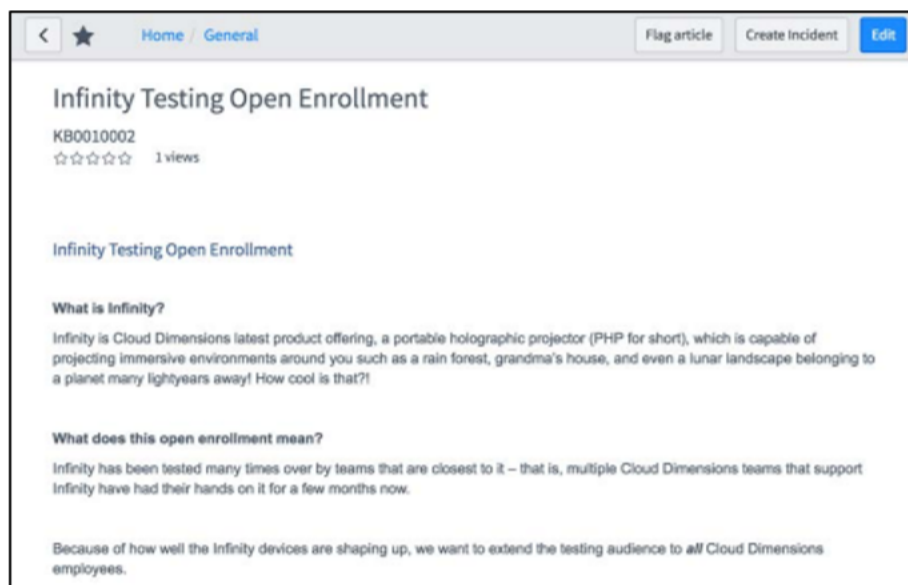 Home / General
Flag article
Create Incident
Edit
Infinity Testing Open Enrollment
KB0010002
1 views
Infinity Testing Open Enrollment
What is Infinity?
Infinity is Cloud Dimensions latest product offering, a portable holographic projector (PHP for short), which is capable of
projecting immersive environments around you such as a rain forest, grandma's house, and even a lunar landscape belonging to
a planet many lightyears away! How cool is that?!
What does this open enrollment mean?
Infinity has been tested many times over by teams that are closest to it – that is, multiple Cloud Dimensions teams that support
Infinity have had their hands on it for a few months now.
Because of how well the Infinity devices are shaping up, we want to extend the testing audience to all Cloud Dimensions
employees.